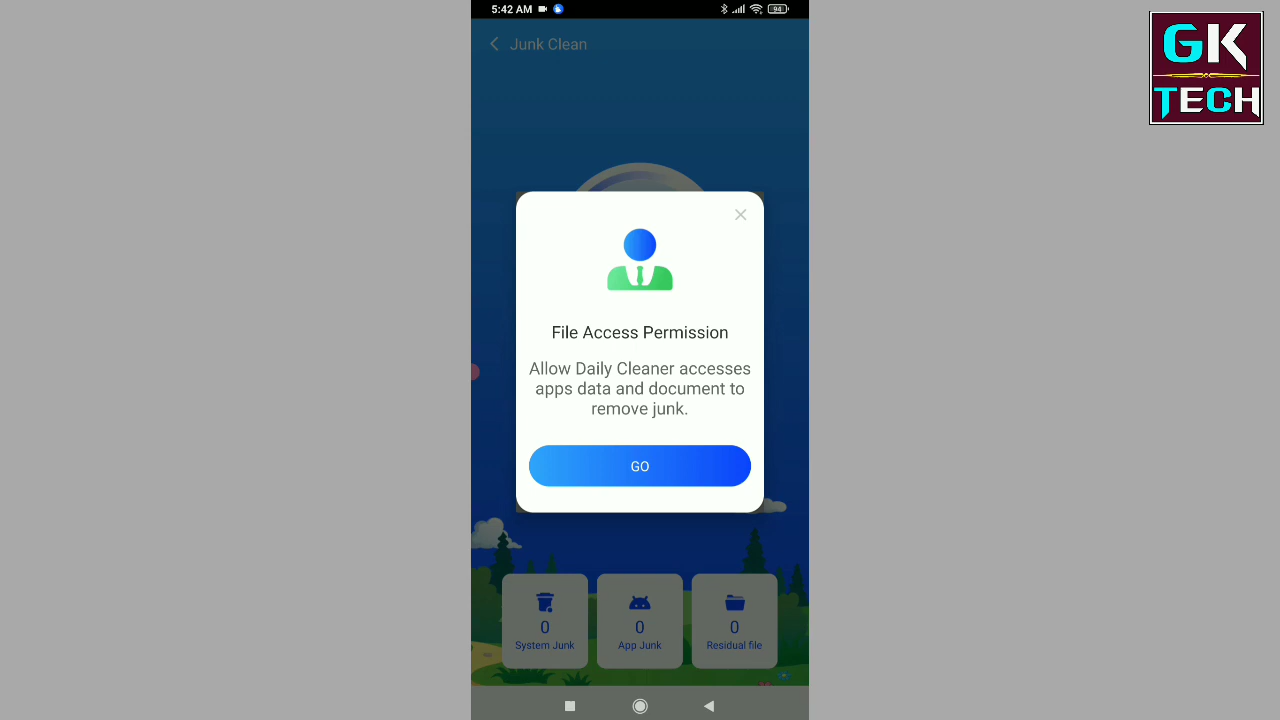 5:42 AM
94
Junk Clean
GK
TECH
File Access Permission
Allow Daily Cleaner accesses
apps data and document to
remove junk.
GO
0
0
0
System Junk
App Junk
Residual file